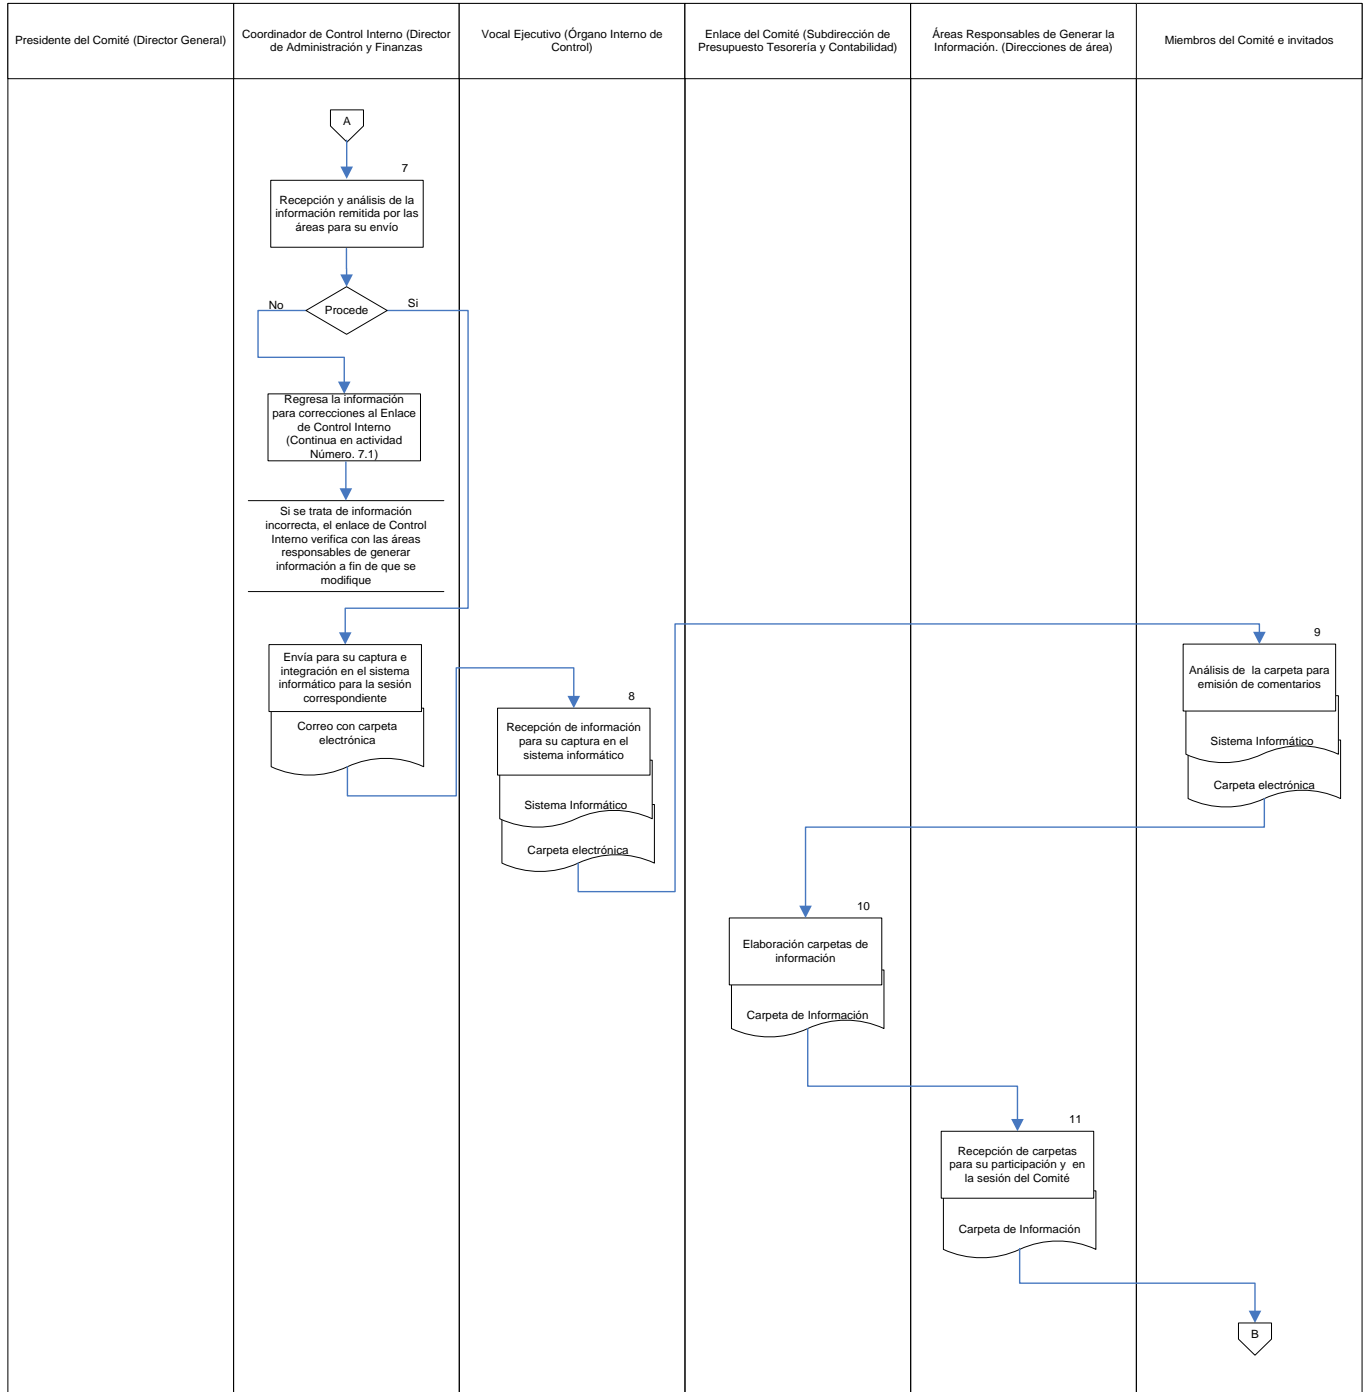 Presidente del Comité (Director General)
Coordinador de Control Interno (Director
de Administración y Finanzas
Vocal Ejecutivo (Órgano Interno de
Control)
Enlace del Comité (Subdirección de
Presupuesto Tesorería y Contabilidad)
Áreas Responsables de Generar la
Información. (Direcciones de área)
Miembros del Comité e invitados
A
7
Recepción y análisis de la
información remitida por las
áreas para su envío
No
Procede
Si
Regresa la información
para correcciones al Enlace
de Control Interno
(Continua en actividad
Número. 7.1)
Si se trata de información
incorrecta, el enlace de Control
Interno verifica con las áreas
responsables de generar
información a fin de que se
modifique
Envía para su captura e
integración en el sistema
informático para la sesión
correspondiente
Correo con carpeta
electrónica
8
Recepción de información
para su captura en el
sistema informático
Sistema Informático
Carpeta electrónica
9
Análisis de  la carpeta para
emisión de comentarios
Sistema Informático
Carpeta electrónica
10
Elaboración carpetas de
información
Carpeta de Información
11
Recepción de carpetas
para su participación y  en
la sesión del Comité
Carpeta de Información
B